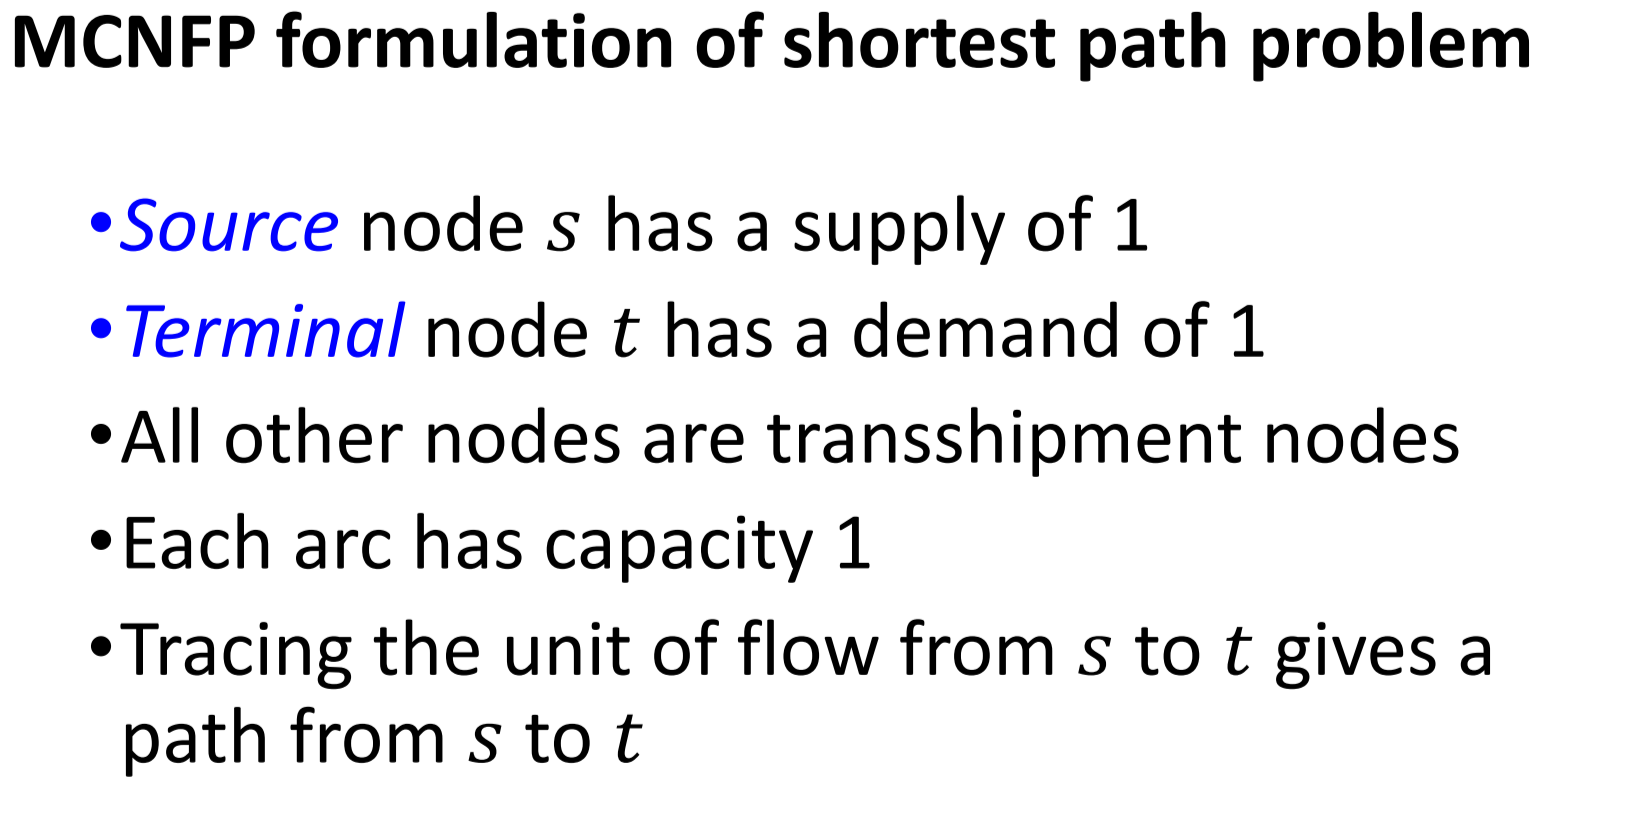 MCNFP formulation of shortest path problem
•Source node s has a supply of 1
•Terminal node t has a demand of 1
•All other nodes are transshipment nodes
•Each arc has capacity 1
•Tracing the unit of flow from s to t gives a
path from s to t